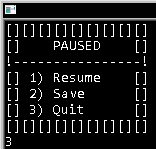 [][][][][][][][][]
[]    PAUSED    []
!----------------!
[] 1) Resume    []
[] 2) Save      []
[] 3) Quit      []
[][][][][][][][][]
3